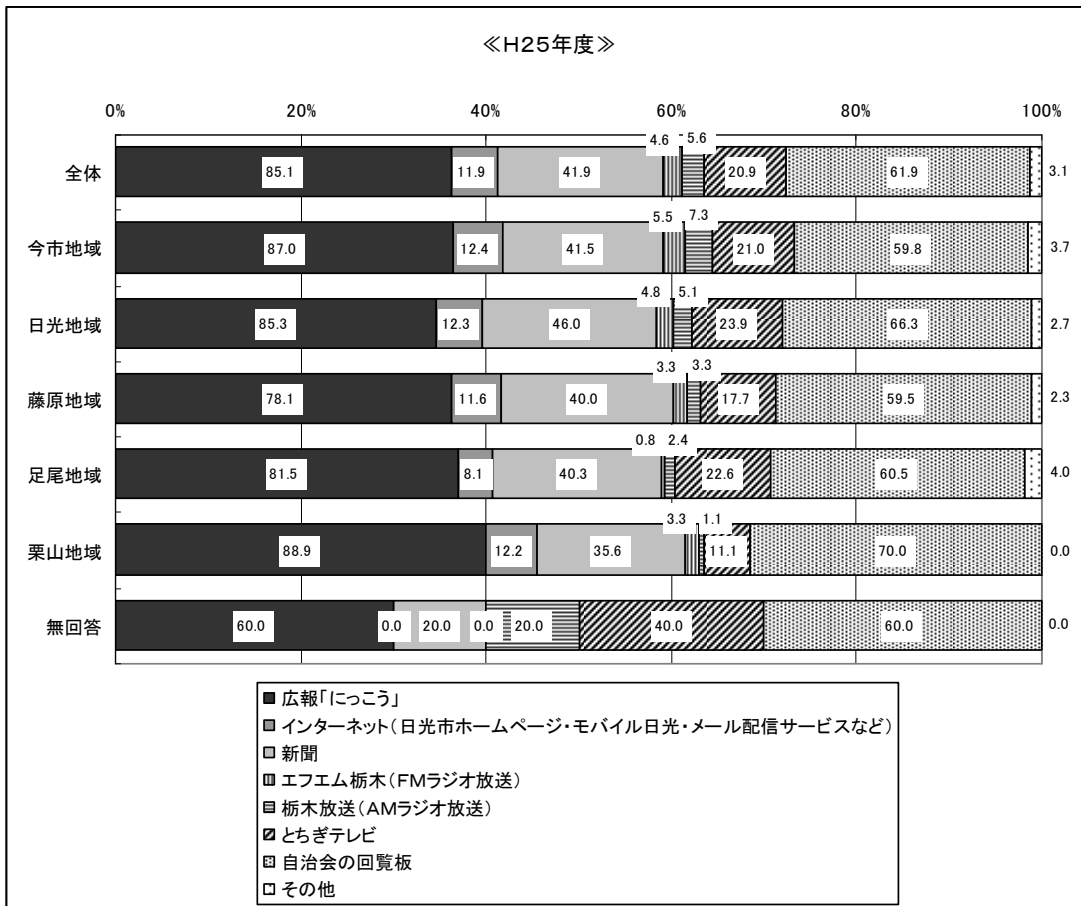 ≪H25年度≫
0% 20% 40% 60% 80% 100%
4.6 5.6
全体 85.1 11.9 41.9 20.9 61.9 3.1
5.5 7.3
今市地域 87.0 12.4 41.5 21.0 59.8 3.7
4.8 5.1
日光地域 85.3 12.3 46.0 23.9 66.3 2.7
3.3 3.3
藤原地域 78.1 11.6 40.0 17.7 59.5 2.3
0.8 2.4
足尾地域 81.5 8.1 40.3 22.6 60.5 4.0
3.3 1.1
栗山地域 88.9 12.2 35.6 11.1 70.0 0.0
無回答 60.0 0.0 20.0 0.0 20.0 40.0 60.0 0.0
広報「にっこう」
インターネット(日光市ホームページ・モバイル日光・メール配信サービスなど)
新聞
エフエム栃木(FMラジオ放送)
栃木放送(AMラジオ放送)
とちぎテレビ
自治会の回覧板
その他